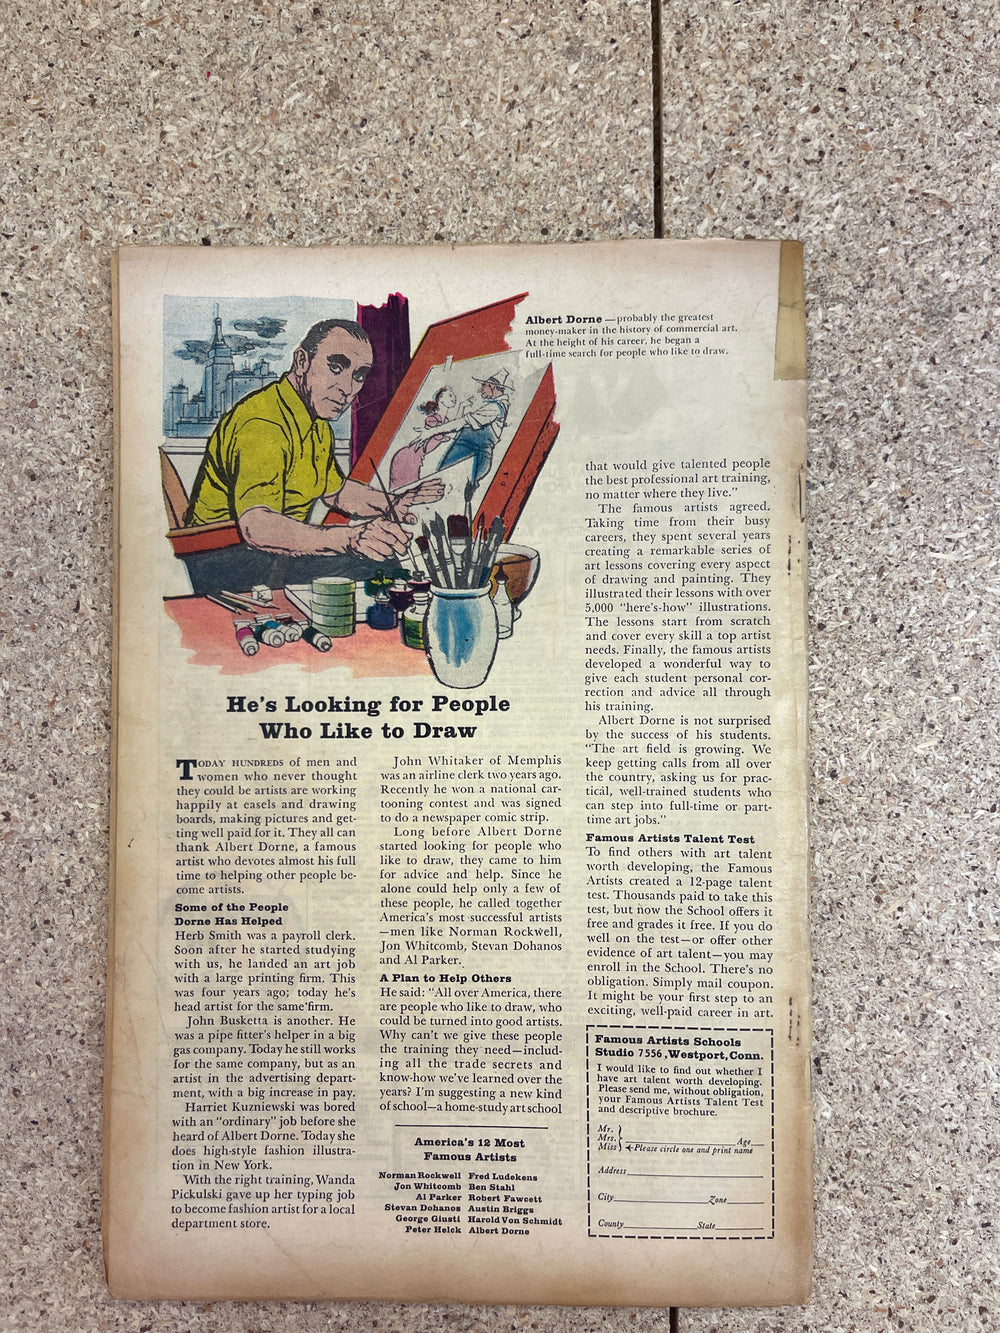 Albert Dorne — probably the greatest
money-maker in the history of commercial art.
At the height of his career, he began a
full-time search for people who like to draw.
He's Looking for People
Who Like to Draw
TODAY HUNDREDS of men and
women who never thought
they could be artists are working
happily at easels and drawing
boards, making pictures and get-
ting well paid for it. They all can
thank Albert Dorne, a famous
artist who devotes almost his full
time to helping other people be-
come artists.
Some of the People
Dorne Has Helped
Herb Smith was a payroll clerk.
Soon after he started studying
with us, he landed an art job
with a large printing firm. This
was four years ago; today he's
head artist for the same firm.
John Busketta is another. He
was a pipe fitter's helper in a big
gas company. Today he still works
for the same company, but as an
artist in the advertising depart-
ment, with a big increase in pay.
Harriet Kuzniewski was bored
with an "ordinary" job before she
heard of Albert Dorne. Today she
does high-style fashion illustra-
tion in New York.
With the right training, Wanda
Pickulski gave up her typing job
to become fashion artist for a local
department store.
John Whitaker of Memphis
was an airline clerk two years ago.
Recently he won a national car-
tooning contest and was signed
to do a newspaper comic strip.
Long before Albert Dorne
started looking for people who
like to draw, they came to him
for advice and help. Since he
alone could help only a few of
these people, he called together
America's most successful artists
—men like Norman Rockwell,
Jon Whitcomb, Stevan Dohanos
and Al Parker.
A Plan to Help Others
He said: "All over America, there
are people who like to draw, who
could be turned into good artists.
Why can't we give these people
the training they need—includ-
ing all the trade secrets and
know-how we've learned over the
years? I'm suggesting a new kind
of school—a home-study art school
America's 12 Most
Famous Artists
Norman Rockwell Fred Ludekens
Jon Whitcomb Ben Stahl
Al Parker Robert Fawcett
Stevan Dohanos Austin Briggs
George Giusti Harold Von Schmidt
Peter Helck Albert Dorne
that would give talented people
the best professional art training,
no matter where they live."
The famous artists agreed.
Taking time from their busy
careers, they spent several years
creating a remarkable series of
art lessons covering every aspect
of drawing and painting. They
illustrated their lessons with over
5,000 "here's-how" illustrations.
The lessons start from scratch
and cover every skill a top artist
needs. Finally, the famous artists
developed a wonderful way to
give each student personal cor-
rection and advice all through
his training.
Albert Dorne is not surprised
by the success of his students.
"The art field is growing. We
keep getting calls from all over
the country, asking us for prac-
tical, well-trained students who
can step into full-time or part-
time art jobs."
Famous Artists Talent Test
To find others with art talent
worth developing, the Famous
Artists created a 12-page talent
test. Thousands paid to take this
test, but now the School offers it
free and grades it free. If you do
well on the test—or offer other
evidence of art talent—you may
enroll in the School. There's no
obligation. Simply mail coupon.
It might be your first step to an
exciting, well-paid career in art.
Famous Artists Schools
Studio 7556, Westport, Conn.
I would like to find out whether I
have art talent worth developing.
Please send me, without obligation,
your Famous Artists Talent Test
and descriptive brochure.
Mr.
Mrs. Age
Miss Please circle one and print name
Address
City Zone
County State